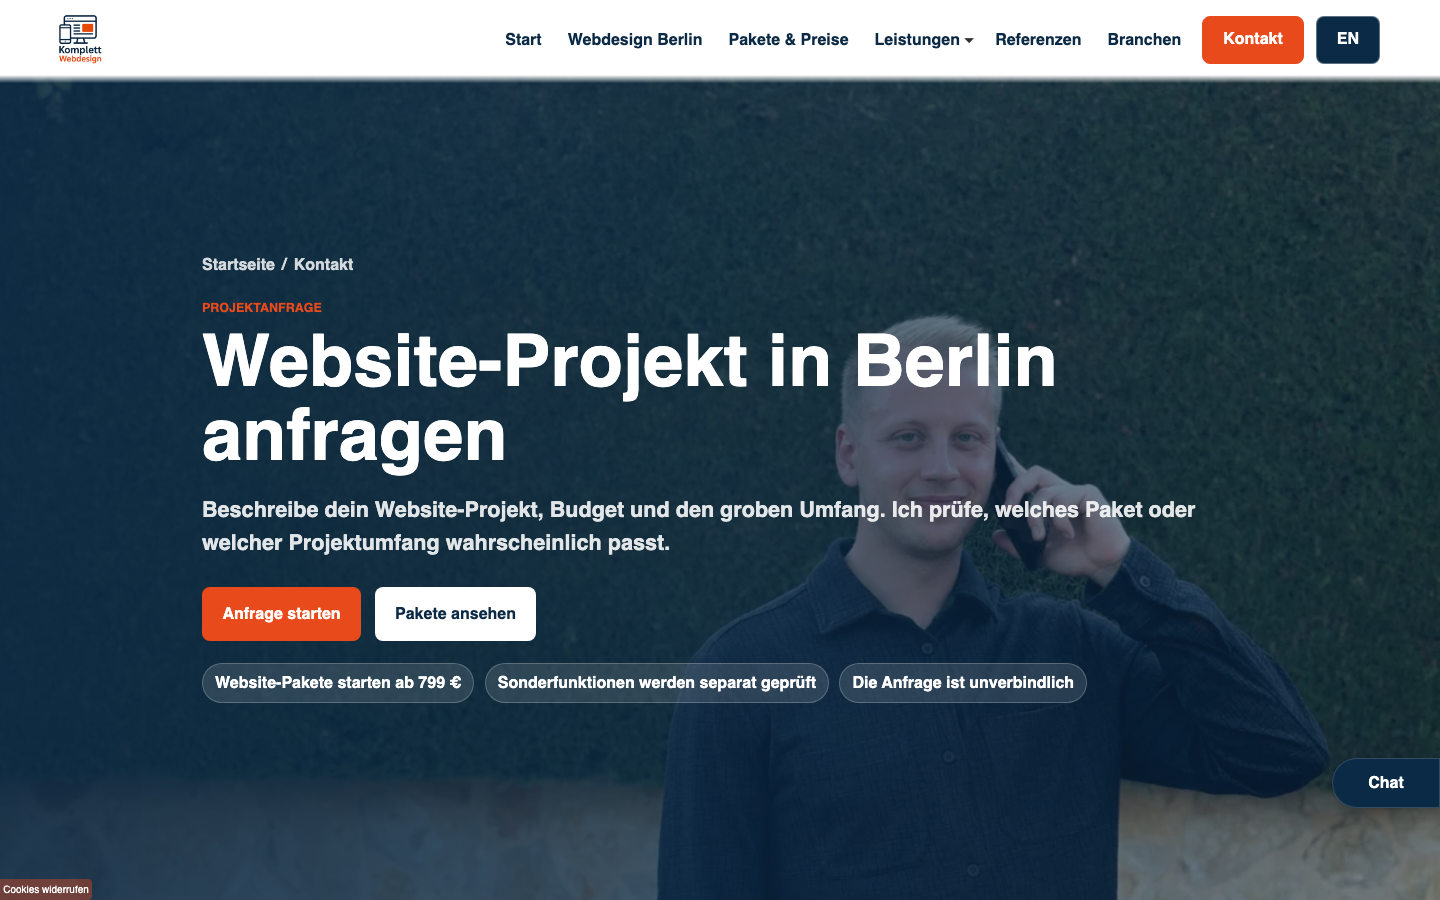 Komplett
Webdesign
Start
Webdesign Berlin
Pakete & Preise
Leistungen
Referenzen
Branchen
Kontakt
EN
Startseite / Kontakt
PROJEKTANFRAGE
Website-Projekt in Berlin
anfragen
Beschreibe dein Website-Projekt, Budget und den groben Umfang. Ich prüfe, welches Paket oder
welcher Projektumfang wahrscheinlich passt.
Anfrage starten
Pakete ansehen
Website-Pakete starten ab 799 €
Sonderfunktionen werden separat geprüft
Die Anfrage ist unverbindlich
Chat
Cookies widerrufen